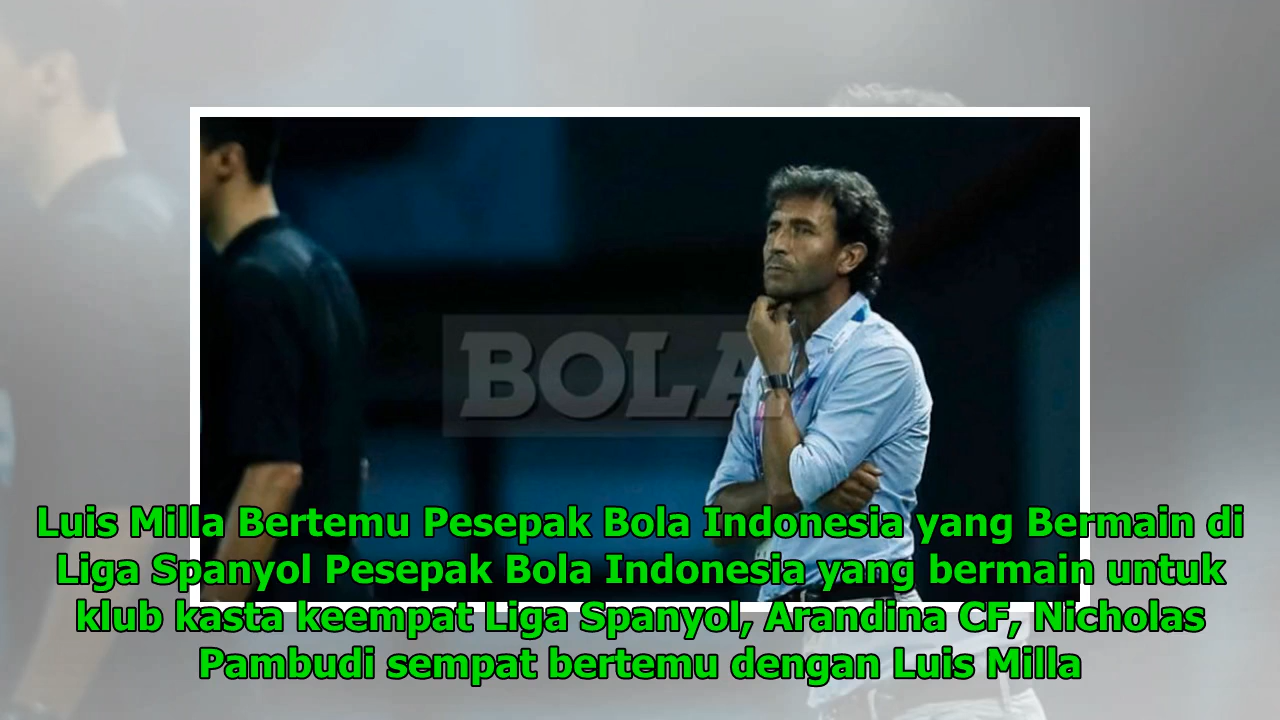 BOLA
Luis Milla Bertemu Pesepak Bola Indonesia yang Bermain di
Liga Spanyol Pesepak Bola Indonesia yang bermain untuk
klub kasta keempat Liga Spanyol, Arandina CF, Nicholas
Pambudi sempat bertemu dengan Luis Milla